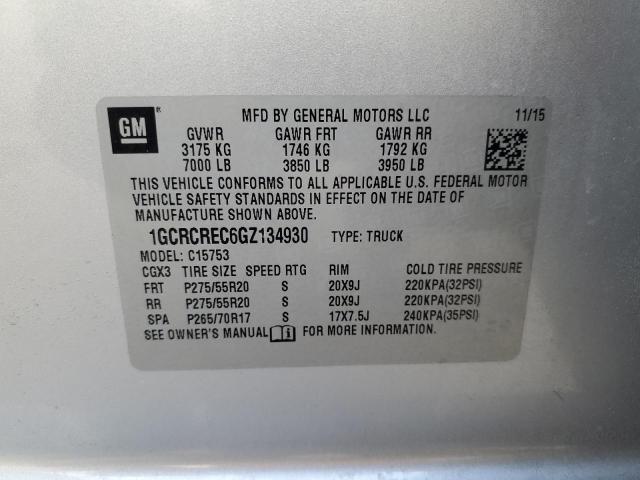 GM ® MFD BY GENERAL MOTORS LLC 11/15
GVWR GAWR FRT GAWR RR
3175 KG 1746 KG 1792 KG
7000 LB 3850 LB 3950 LB
THIS VEHICLE CONFORMS TO ALL APPLICABLE U.S. FEDERAL MOTOR
VEHICLE SAFETY STANDARDS IN EFFECT ON THE DATE OF
MANUFACTURE SHOWN ABOVE.
1GCRCREC6GZ134930 TYPE: TRUCK
MODEL: C15753
CGX3 TIRE SIZE SPEED RTG RIM COLD TIRE PRESSURE
FRT P275/55R20 S 20X9J 220KPA(32PSI)
RR P275/55R20 S 20X9J 220KPA(32PSI)
SPA P265/70R17 S 17X7.5J 240KPA(35PSI)
SEE OWNER'S MANUAL FOR MORE INFORMATION.